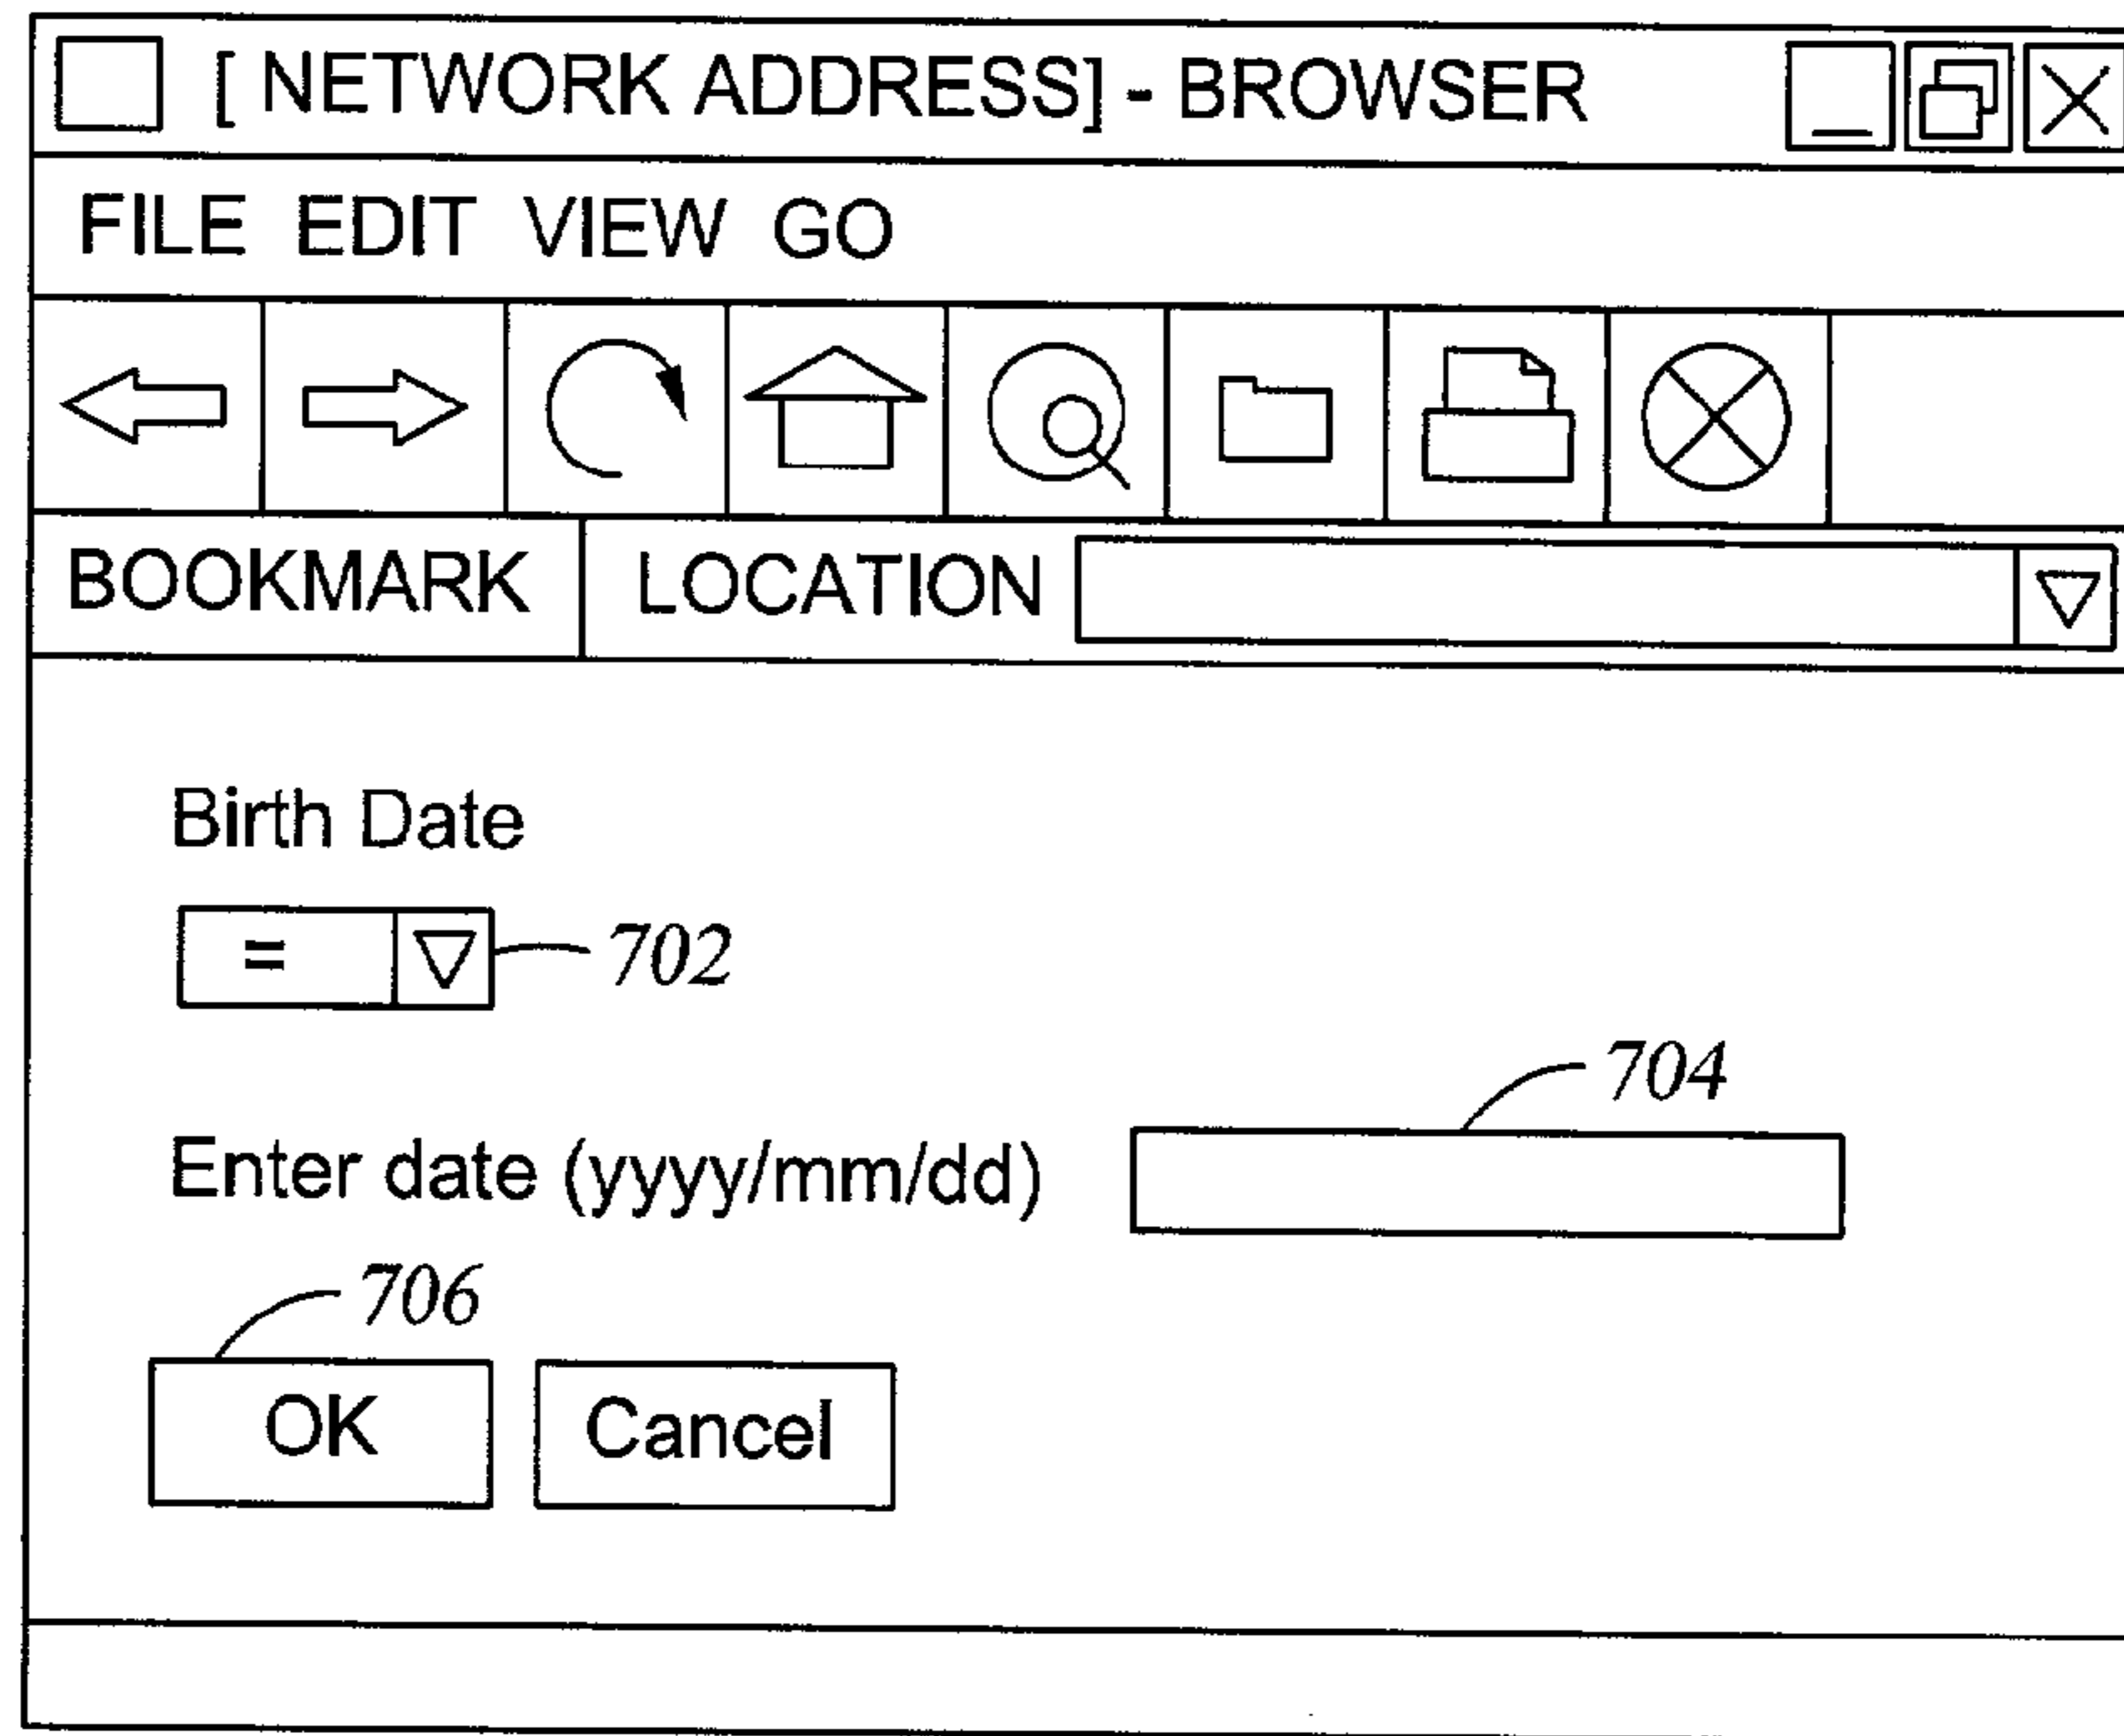 [ NETWORK ADDRESS] - BROWSER
FILE EDIT VIEW GO
BOOKMARK LOCATION
Birth Date
= 702
704
Enter date (yyyy/mm/dd)
706
OK Cancel